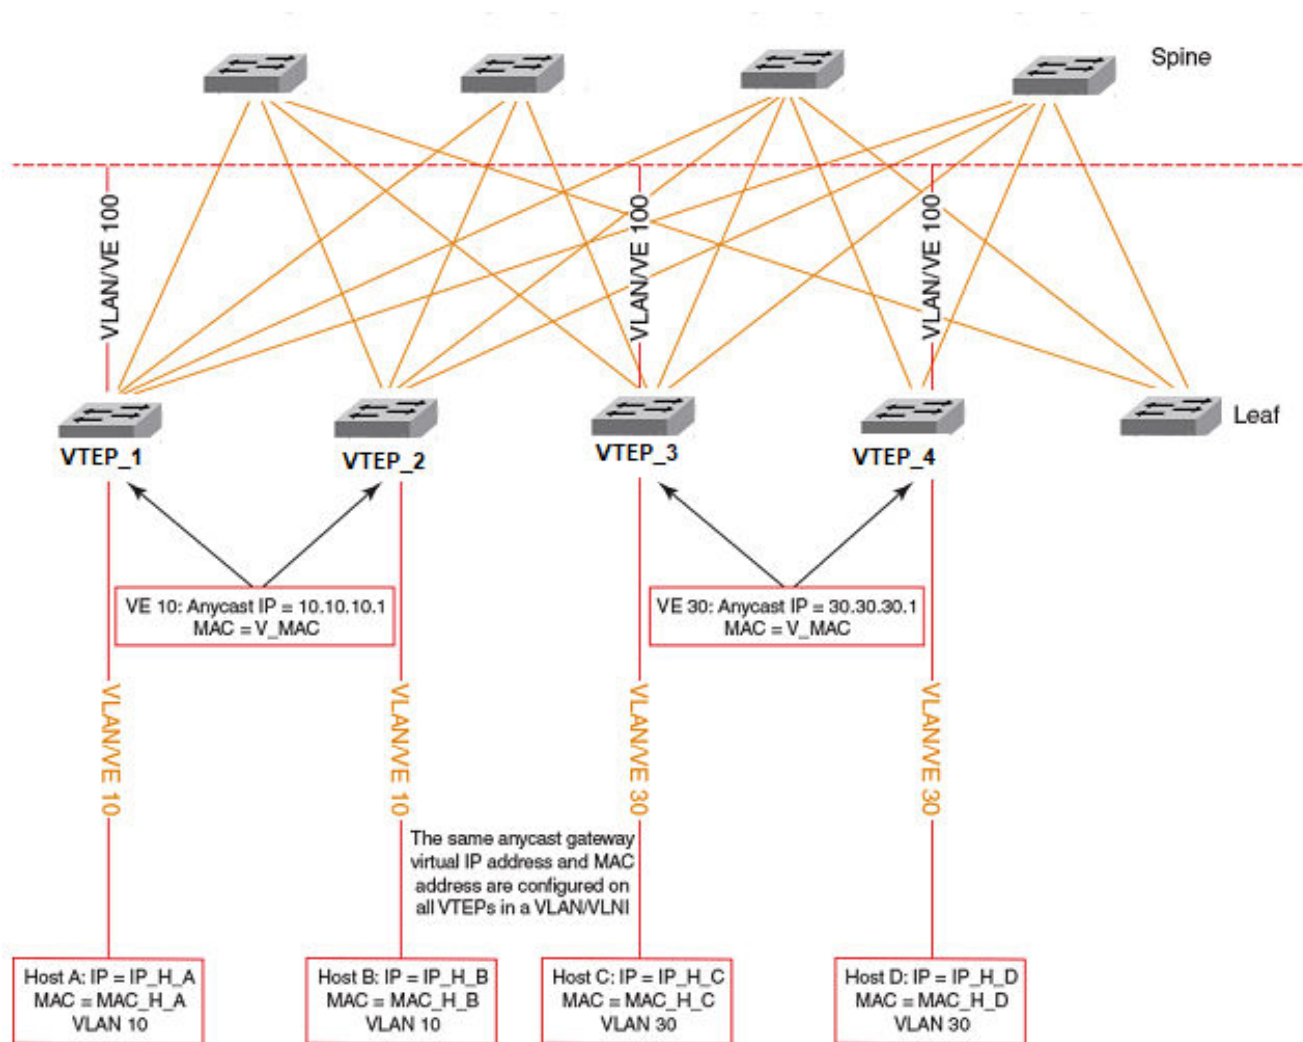 Spine
VLAN/VE 100
VLAN/VE 100
VLAN/VE 100
Leaf
VTEP_1
VTEP_2
VTEP_3
VTEP_4
VE 10: Anycast IP = 10.10.10.1
MAC = V_MAC
VE 30: Anycast IP = 30.30.30.1
MAC = V_MAC
VLAN/VE 10
VLAN/VE 10
VLAN/VE 30
VLAN/VE 30
The same anycast gateway
virtual IP address and MAC
address are configured on
all VTEPs in a VLAN/VLNI
Host A: IP = IP_H_A
MAC = MAC_H_A
VLAN 10
Host B: IP = IP_H_B
MAC = MAC_H_B
VLAN 10
Host C: IP = IP_H_C
MAC = MAC_H_C
VLAN 30
Host D: IP = IP_H_D
MAC = MAC_H_D
VLAN 30